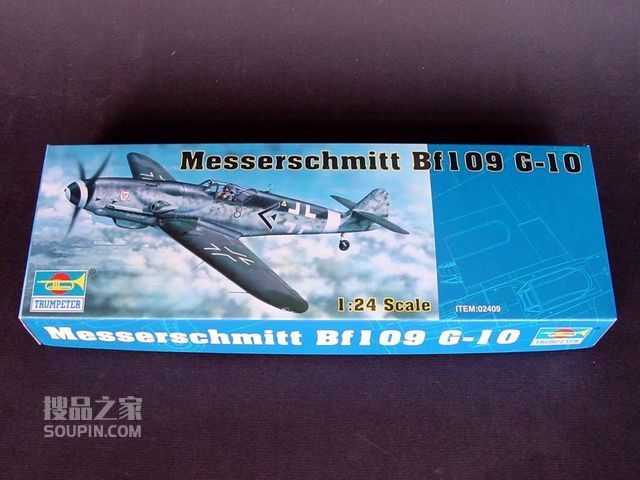 Messerschmitt Bf109 G-10
TRUMPETER
®
1:24 Scale
ITEM:02409
Messerschmitt Bf109 G-10
TRUMPETER
搜品之家
SOUPIN.COM